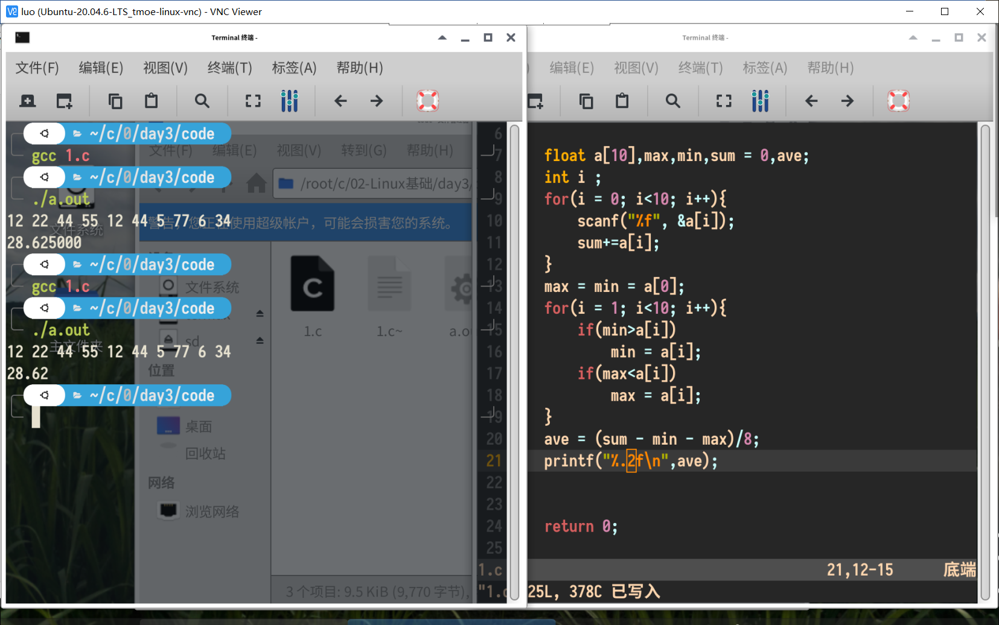 luo (Ubuntu-20.04.6-LTS_tmoe-linux-vnc) - VNC Viewer
Terminal 终端 -
文件(F) 编辑(E) 视图(V) 终端(T) 标签(A) 帮助(H)
~/c/0/day3/code
gcc 1.c
~/c/0/day3/code
./a.out
12 22 44 55 12 44 5 77 6 34
28.625000
~/c/0/day3/code
gcc 1.c
~/c/0/day3/code
./a.out
12 22 44 55 12 44 5 77 6 34
28.62
~/c/0/day3/code
文件系统
主文件夹
文件(F) 编辑(E) 视图(V) 转到(G) 帮助(H)
/root/c/02-Linux基础/day3/
警告，您正在使用超级帐户，可能会损害您的系统。
文件系统
sd
位置
桌面
回收站
网络
浏览网络
1.c 1.c~ a.o
3 个项目: 9.5 KiB (9,770 字节),
Terminal 终端 -
) 编辑(E) 视图(V) 终端(T) 标签(A) 帮助(H)
6
7 float a[10],max,min,sum = 0,ave;
8 int i ;
9 for(i = 0; i<10; i++){
10 scanf("%f", &a[i]);
11 sum+=a[i];
12 }
13 max = min = a[0];
14 for(i = 1; i<10; i++){
15 if(min>a[i])
16 min = a[i];
17 if(max<a[i])
18 max = a[i];
19 }
20 ave = (sum - min - max)/8;
21 printf("%.2f\n",ave);
22
23
24 return 0;
25
1.c 21,12-15 底端
"1.c 25L, 378C 已写入